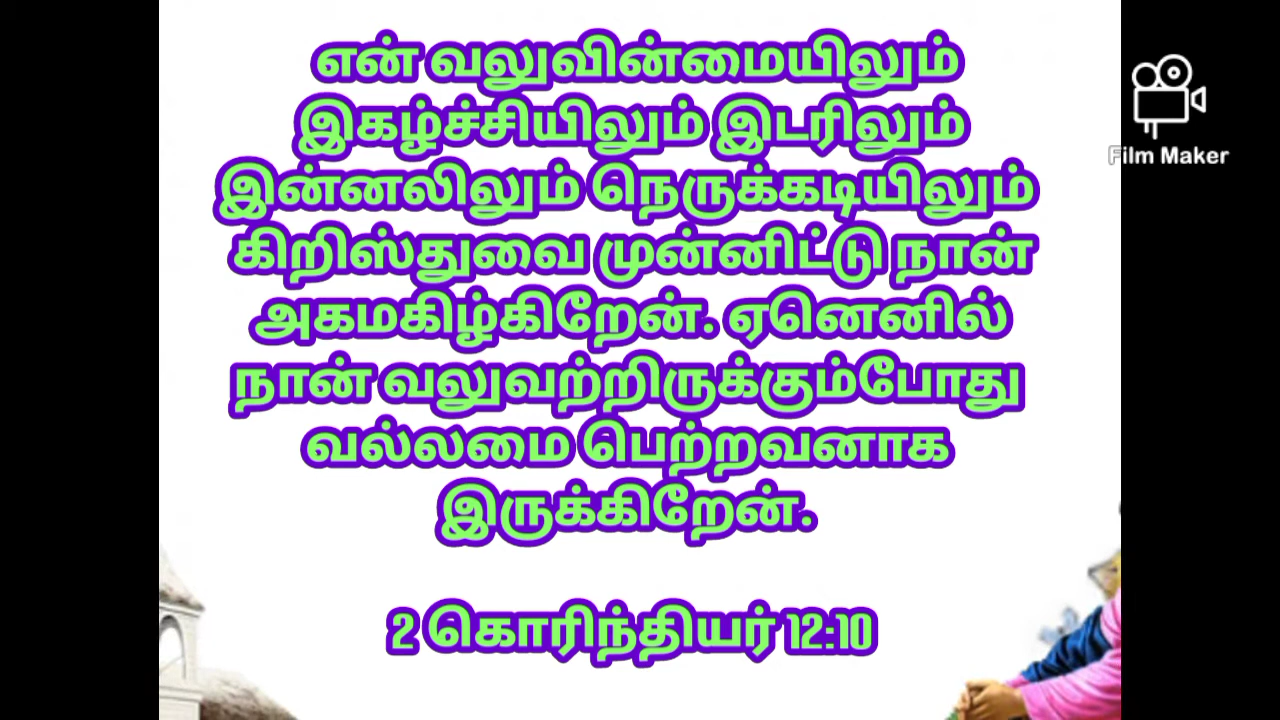 என் வலுவின்மையிலும்
இகழ்ச்சியிலும் இடரிலும்
இன்னலிலும் நெருக்கடியிலும்
கிறிஸ்துவை முன்னிட்டு நான்
அகமகிழ்கிறேன். ஏனெனில்
நான் வலுவற்றிருக்கும்போது
வல்லமை பெற்றவனாக
இருக்கிறேன்.
2 கொரிந்தியர் 12:10
Film Maker